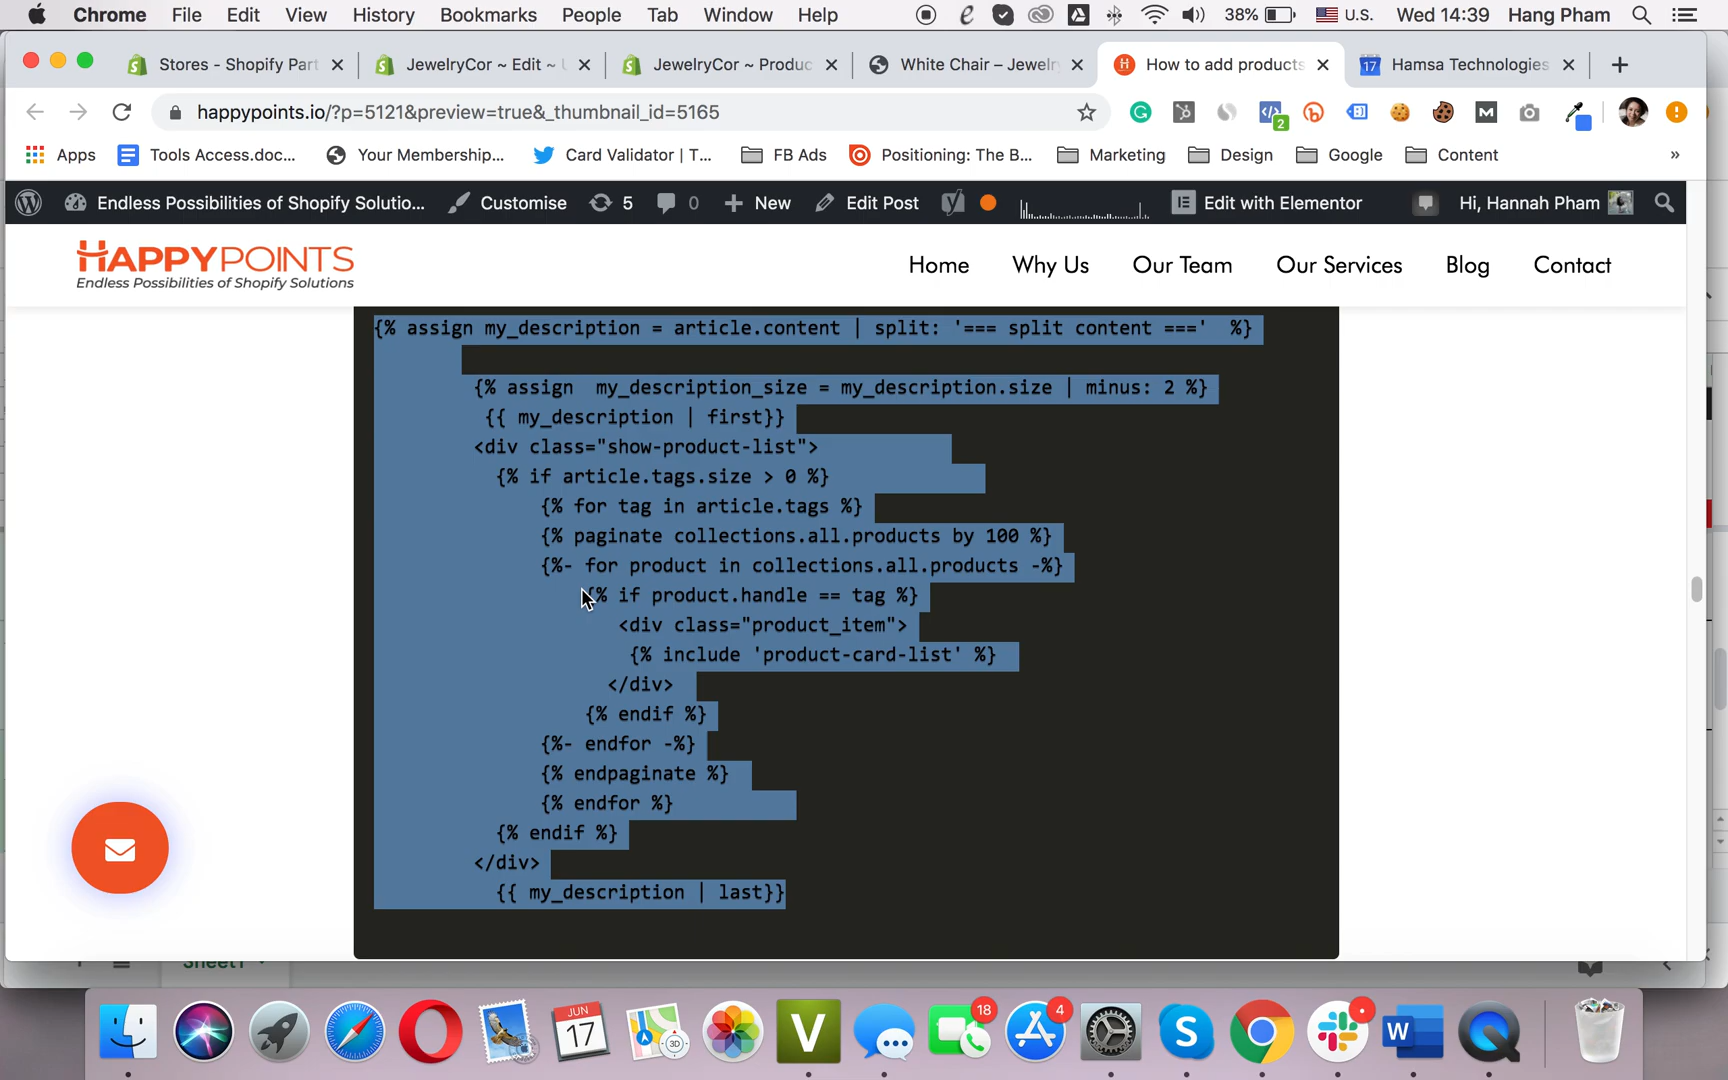 Chrome File Edit View History Bookmarks People Tab Window Help 38% U.S. Wed 14:39 Hang Pham
Stores - Shopify Part JewelryCor ~ Edit ~ JewelryCor ~ Produc White Chair – Jewelry How to add products 17 Hamsa Technologies
happypoints.io/?p=5121&preview=true&_thumbnail_id=5165 2
Apps Tools Access.doc... Your Membership... Card Validator | T... FB Ads Positioning: The B... Marketing Design Google Content »
Endless Possibilities of Shopify Solutio... Customise 5 0 New Edit Post Edit with Elementor Hi, Hannah Pham
HAPPYPOINTS
Endless Possibilities of Shopify Solutions
Home Why Us Our Team Our Services Blog Contact
{% assign my_description = article.content | split: '=== split content ==='  %}
{% assign  my_description_size = my_description.size | minus: 2 %}
{{ my_description | first}}
<div class="show-product-list">
{% if article.tags.size > 0 %}
{% for tag in article.tags %}
{% paginate collections.all.products by 100 %}
{%- for product in collections.all.products -%}
{% if product.handle == tag %}
<div class="product_item">
{% include 'product-card-list' %}
</div>
{% endif %}
{%- endfor -%}
{% endpaginate %}
{% endfor %}
{% endif %}
</div>
{{ my_description | last}}
Sheet1
JUN 17 3D V 18 4 S W